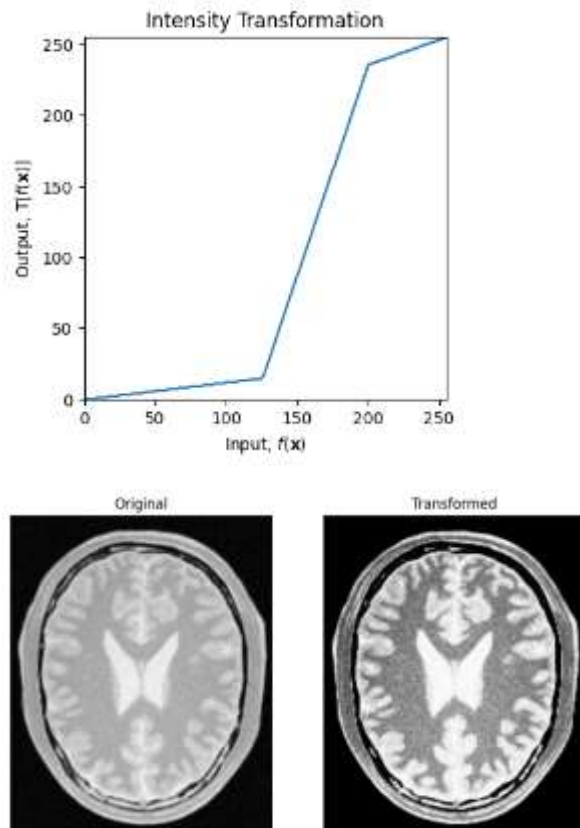 Intensity Transformation
250
200
150
100
50
0
Output, T[f(x)]
0 50 100 150 200 250
Input, f(x)
Original Transformed